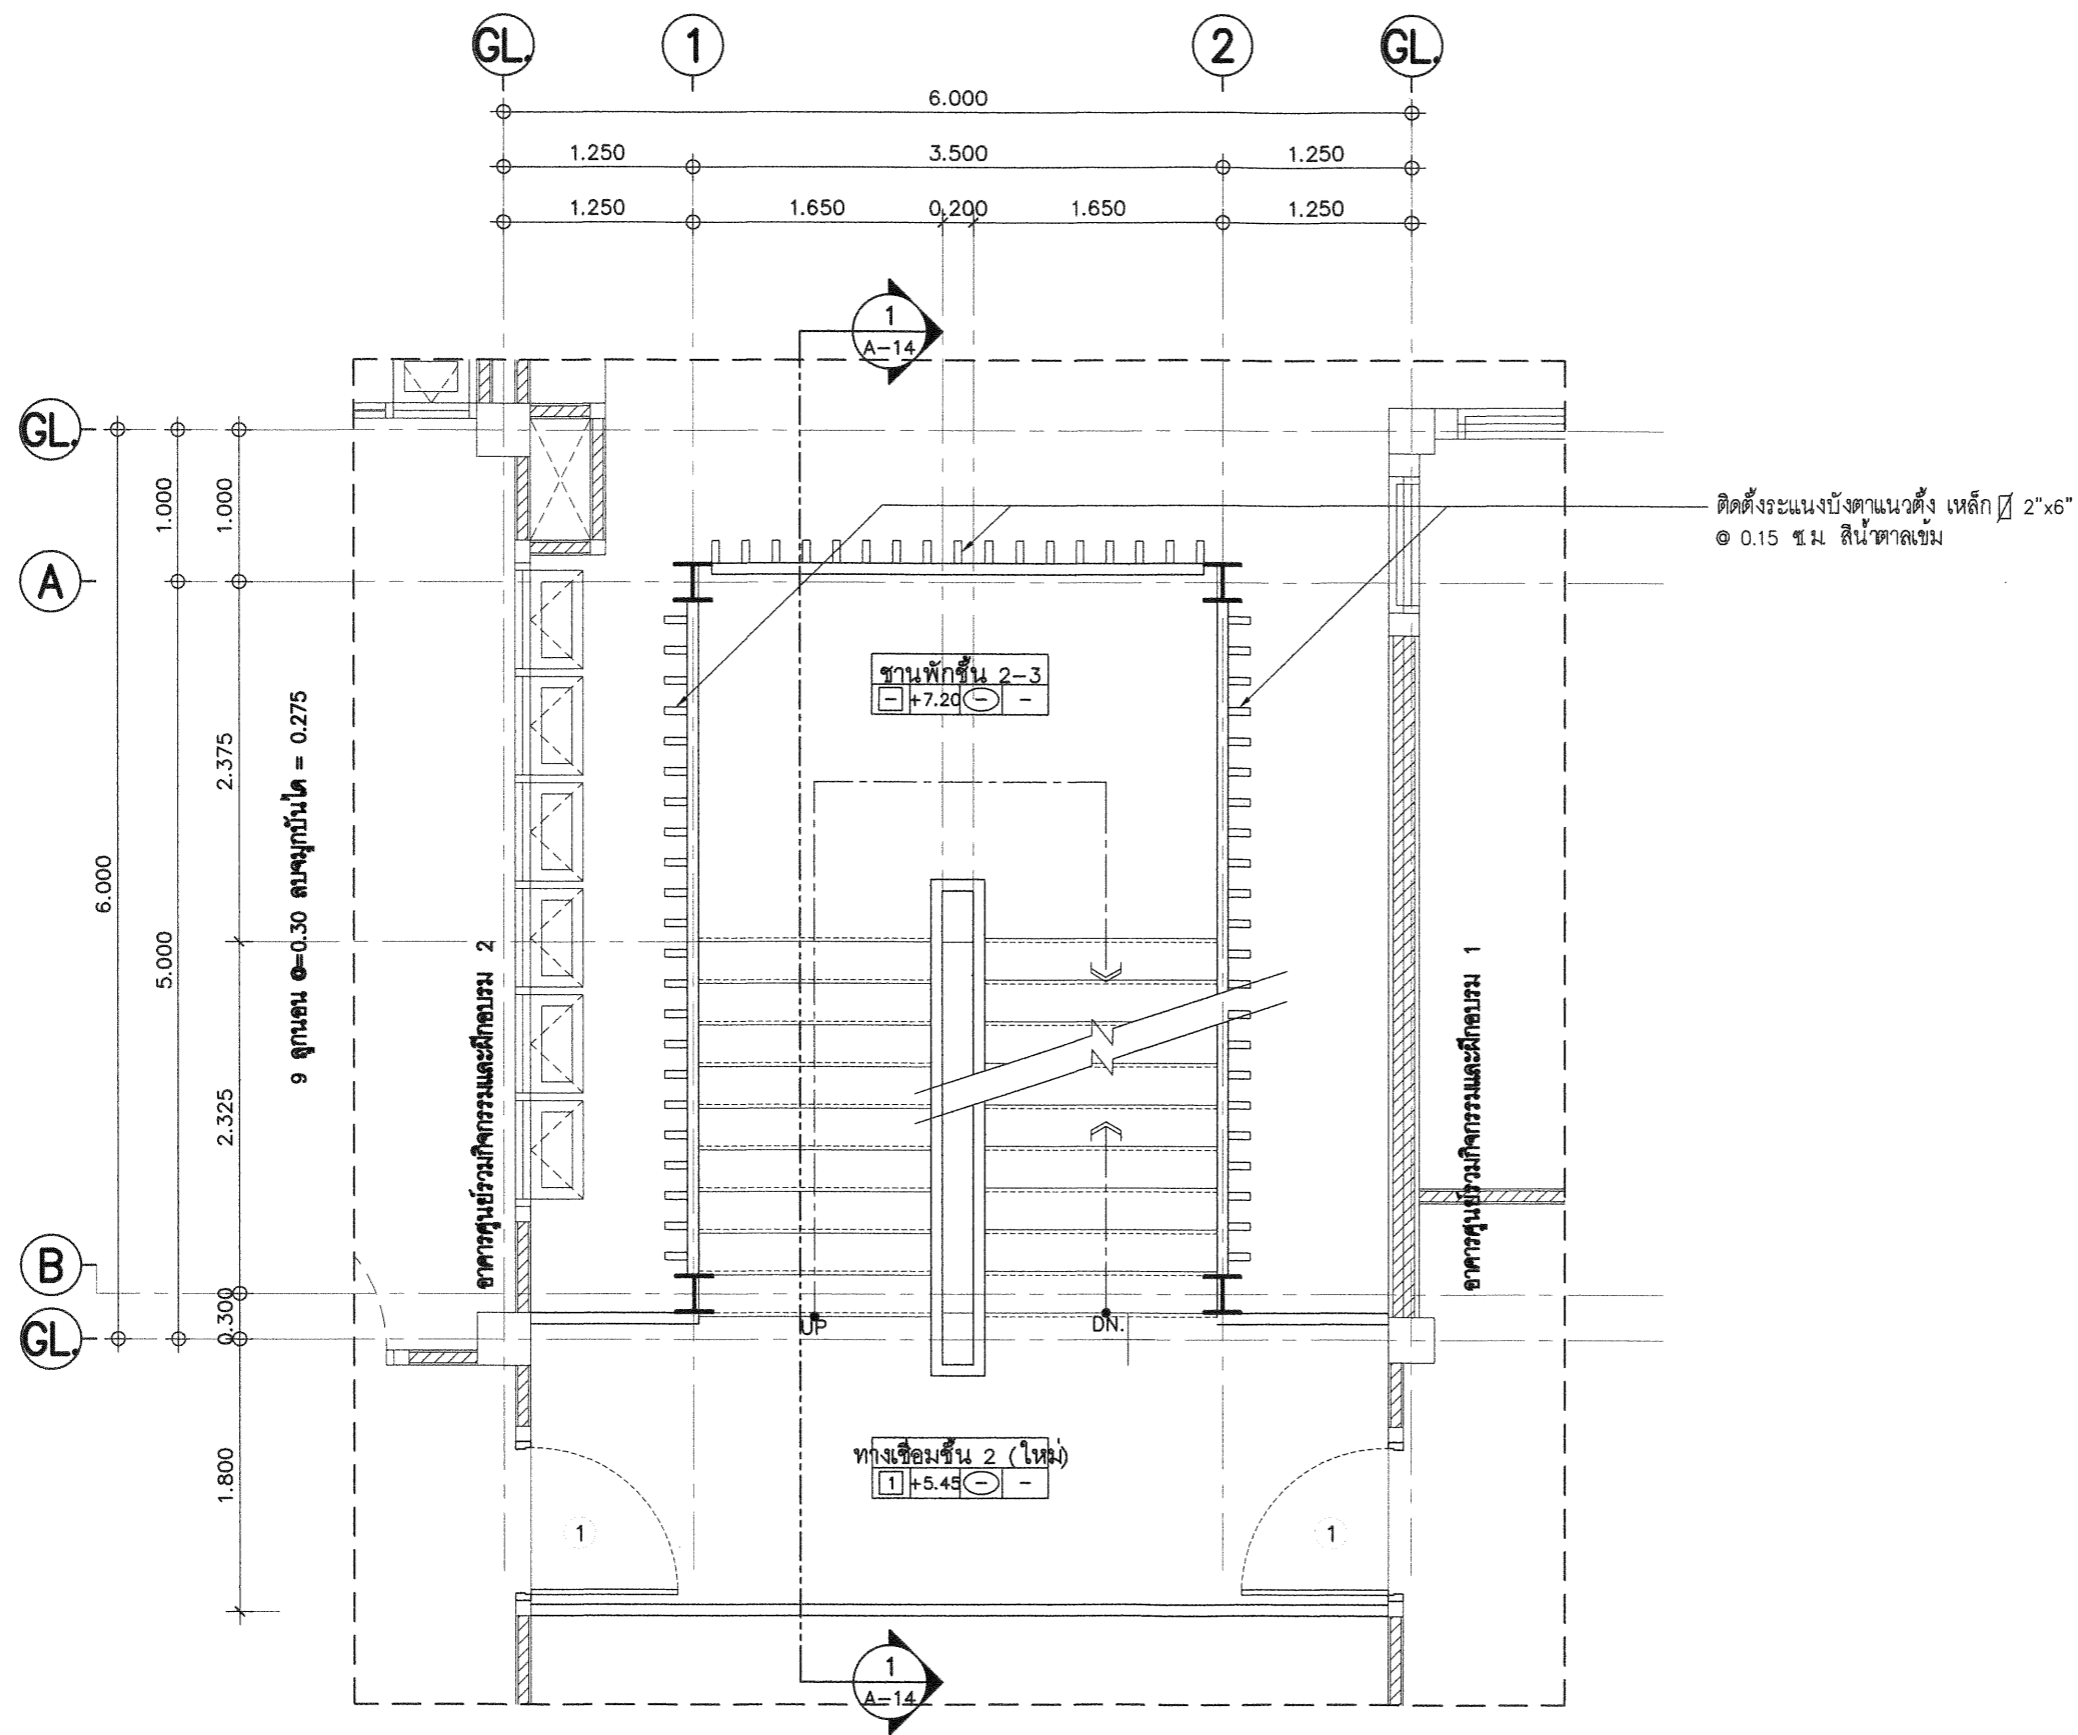 GL.
1
2
GL.
6.000
1.250
3.500
1.250
1.250
1.650
0.200
1.650
1.250
1
A-14
GL.
1.000
1.000
ติดตั้งระแนงบังตาแนวตั้ง เหล็ก 2"x6"
@ 0.15 ซ.ม. สีน้ำตาลเข้ม
A
ชานพักชั้น 2-3
- +7.20 - -
2.375
9 ลูกนอน @=0.30 ลบจมูกบันได = 0.275
6.000
5.000
อาคารศูนย์รวมกิจกรรมและฝึกอบรม 2
อาคารศูนย์รวมกิจกรรมและฝึกอบรม 1
2.325
B
0.300
GL.
UP
DN.
ทางเชื่อมชั้น 2 (ใหม่)
1 +5.45 - -
1.800
1
1
1
A-14